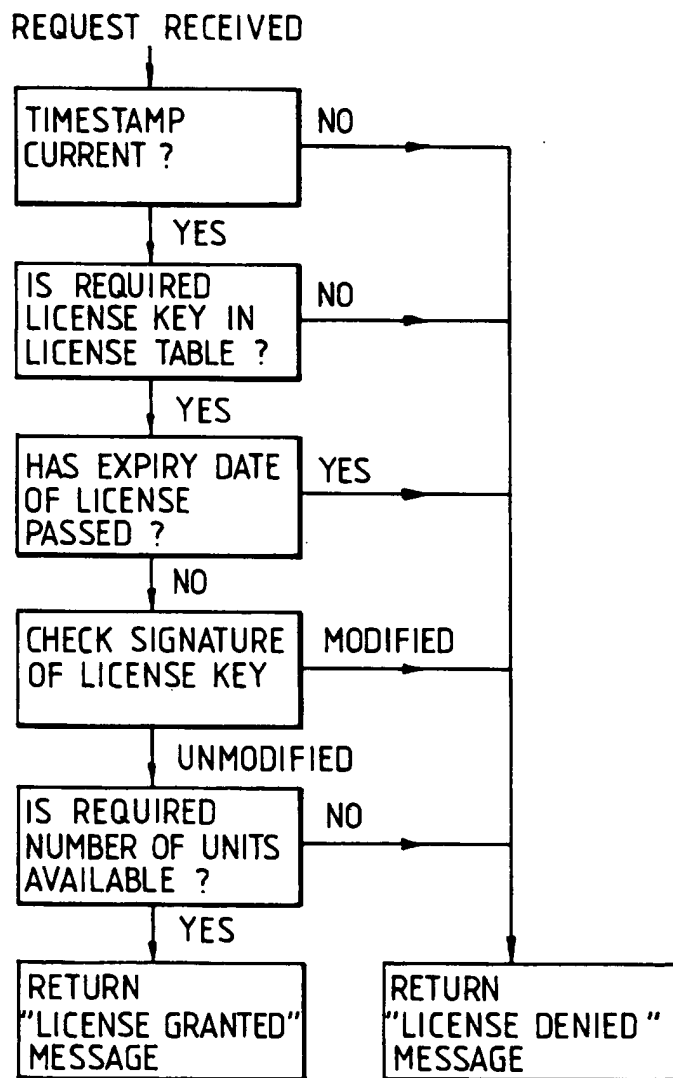 REQUEST RECEIVED
TIMESTAMP
CURRENT ?
NO
YES
IS REQUIRED
LICENSE KEY IN
LICENSE TABLE ?
NO
YES
HAS EXPIRY DATE
OF LICENSE
PASSED ?
YES
NO
CHECK SIGNATURE
OF LICENSE KEY
MODIFIED
UNMODIFIED
IS REQUIRED
NUMBER OF UNITS
AVAILABLE ?
NO
YES
RETURN
"LICENSE GRANTED"
MESSAGE
RETURN
"LICENSE DENIED"
MESSAGE